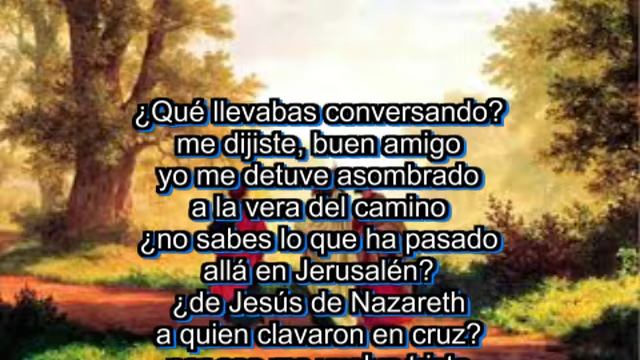 ¿Qué llevabas conversando?
me dijiste, buen amigo
yo me detuve asombrado
a la vera del camino
¿no sabes lo que ha pasado
allá en Jerusalén?
¿de Jesús de Nazareth
a quien clavaron en cruz?